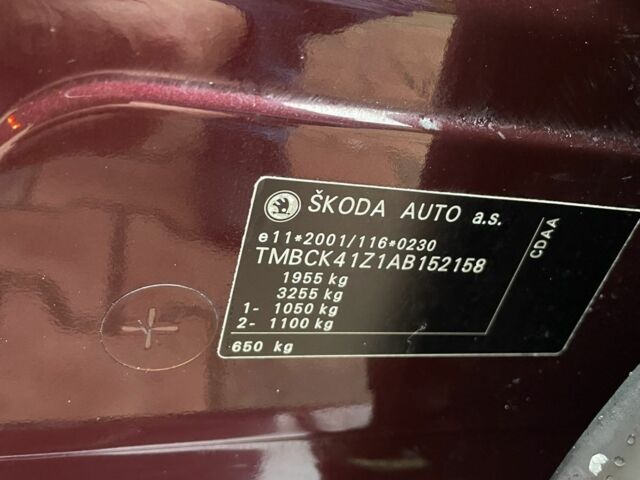 ŠKODA AUTO a.s.
e11*2001/116*0230
TMBCK41Z1AB152158
1955 kg
3255 kg
1- 1050 kg
2- 1100 kg
650 kg
CDAA